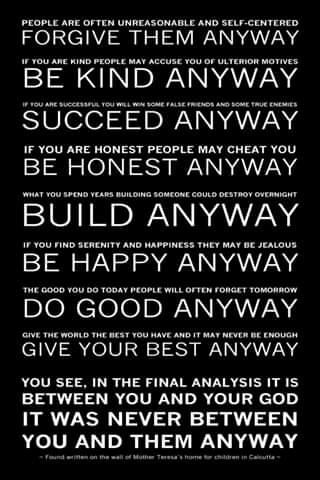 PEOPLE ARE OFTEN UNREASONABLE AND SELF-CENTERED
FORGIVE THEM ANYWAY
IF YOU ARE KIND PEOPLE MAY ACCUSE YOU OF ULTERIOR MOTIVES
BE KIND ANYWAY
IF YOU ARE SUCCESSFUL YOU WILL WIN SOME FALSE FRIENDS AND SOME TRUE ENEMIES
SUCCEED ANYWAY
IF YOU ARE HONEST PEOPLE MAY CHEAT YOU
BE HONEST ANYWAY
WHAT YOU SPEND YEARS BUILDING SOMEONE COULD DESTROY OVERNIGHT
BUILD ANYWAY
IF YOU FIND SERENITY AND HAPPINESS THEY MAY BE JEALOUS
BE HAPPY ANYWAY
THE GOOD YOU DO TODAY PEOPLE WILL OFTEN FORGET TOMORROW
DO GOOD ANYWAY
GIVE THE WORLD THE BEST YOU HAVE AND IT MAY NEVER BE ENOUGH
GIVE YOUR BEST ANYWAY
YOU SEE, IN THE FINAL ANALYSIS IT IS
BETWEEN YOU AND YOUR GOD
IT WAS NEVER BETWEEN
YOU AND THEM ANYWAY
~ Found written on the wall of Mother Teresa's home for children in Calcutta ~